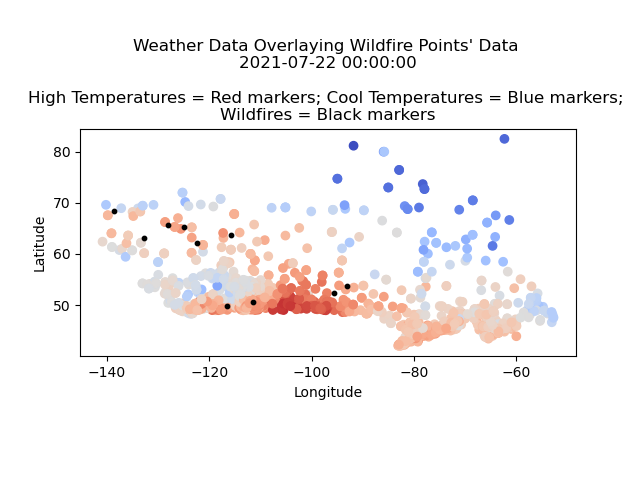 Weather Data Overlaying Wildfire Points' Data
2021-07-22 00:00:00
High Temperatures = Red markers; Cool Temperatures = Blue markers;
Wildfires = Black markers
80
70
60
50
Latitude
−140 −120 −100 −80 −60
Longitude